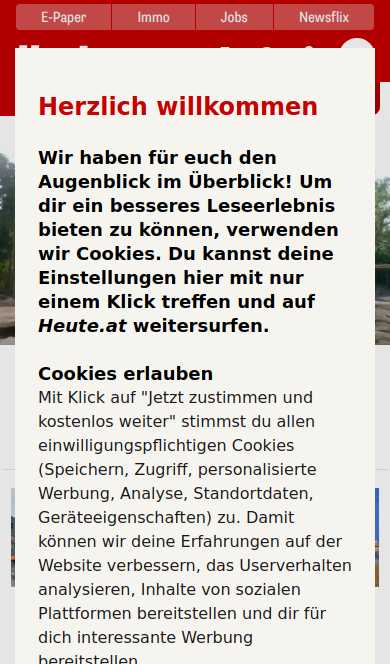 E-Paper
Immo
Jobs
Newsflix
Herzlich willkommen
Wir haben für euch den
Augenblick im Überblick! Um
dir ein besseres Leseerlebnis
bieten zu können, verwenden
wir Cookies. Du kannst deine
Einstellungen hier mit nur
einem Klick treffen und auf
Heute.at weitersurfen.
Cookies erlauben
Mit Klick auf "Jetzt zustimmen und
kostenlos weiter" stimmst du allen
einwilligungspflichtigen Cookies
(Speichern, Zugriff, personalisierte
Werbung, Analyse, Standortdaten,
Geräteeigenschaften) zu. Damit
können wir deine Erfahrungen auf der
Website verbessern, das Userverhalten
analysieren, Inhalte von sozialen
Plattformen bereitstellen und dir für
dich interessante Werbung
bereitstellen.